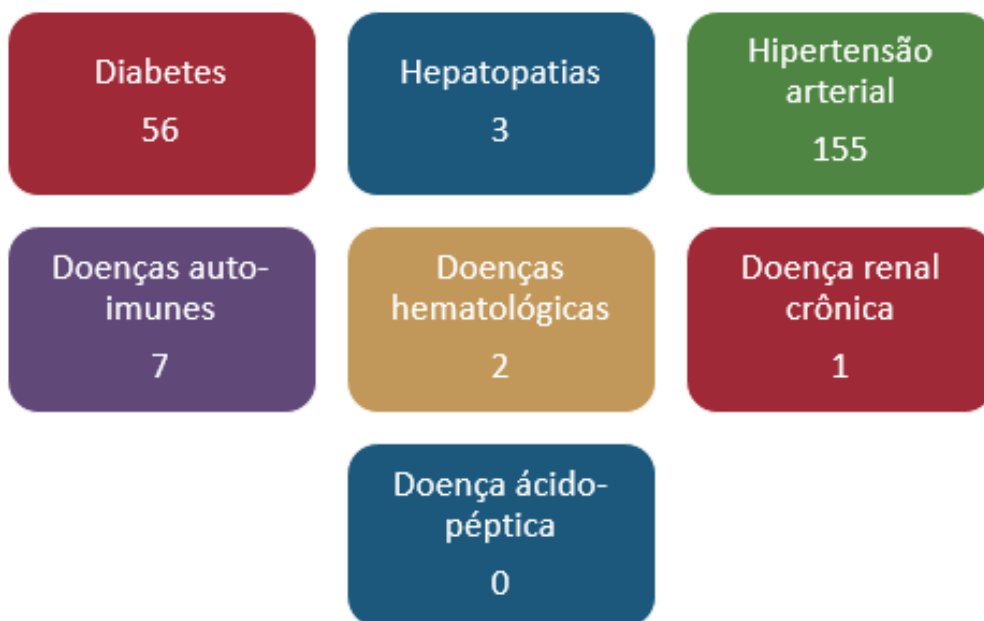 Diabetes
56
Hepatopatias
3
Hipertensão
arterial
155
Doenças auto-
imunes
7
Doenças
hematológicas
2
Doença renal
crônica
1
Doença ácido-
péptica
0